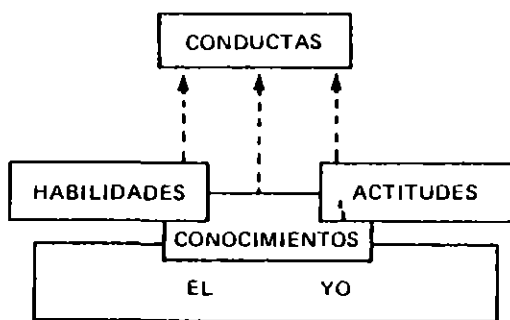 CONDUCTAS
HABILIDADES
ACTITUDES
CONOCIMIENTOS
EL YO